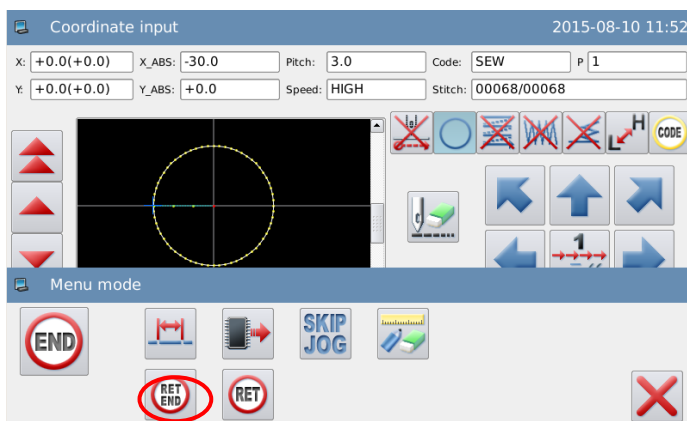 Coordinate input 2015-08-10 11:52
X: +0.0(+0.0) X_ABS: -30.0 Pitch: 3.0 Code: SEW P 1
Y: +0.0(+0.0) Y_ABS: +0.0 Speed: HIGH Stitch: 00068/00068
H
L
CODE
1
Menu mode
END
SKIP
JOG
RET
END
RET